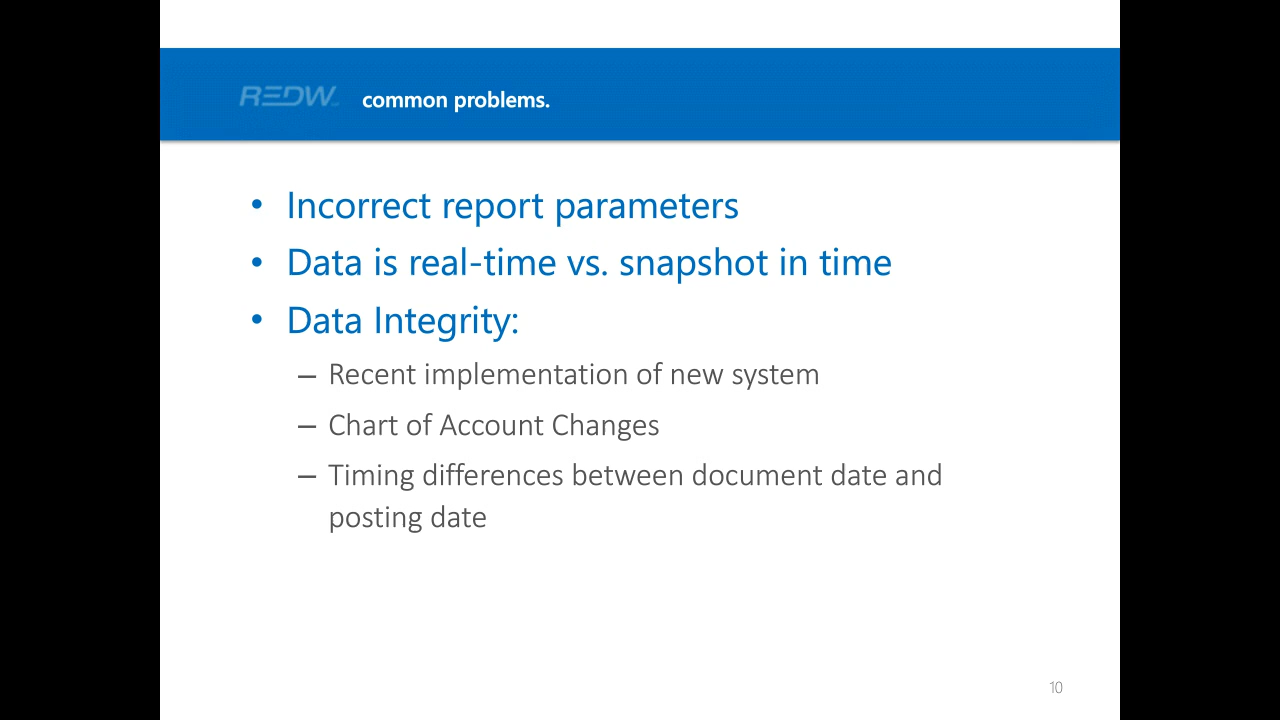 REDW common problems.
• Incorrect report parameters
• Data is real-time vs. snapshot in time
• Data Integrity:
– Recent implementation of new system
– Chart of Account Changes
– Timing differences between document date and
posting date
10